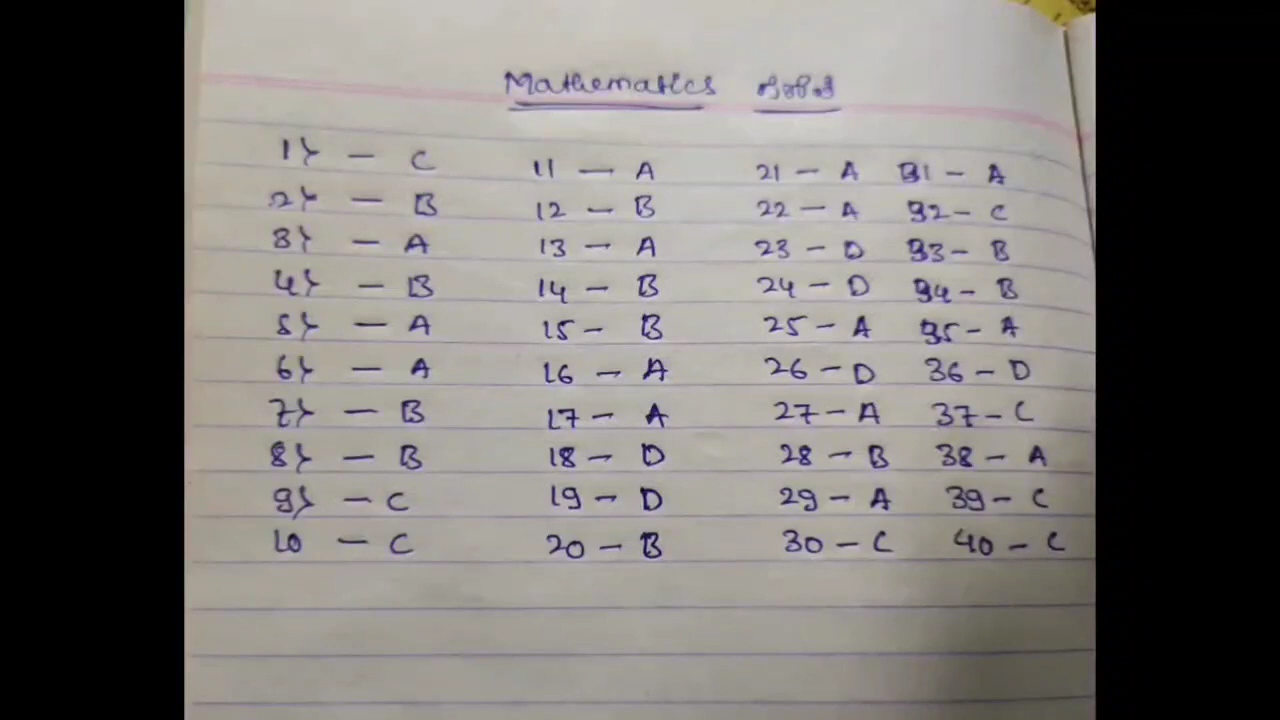 Mathematics
1} — C 11 — A 21 — A 31 — A
2} — B 12 — B 22 — A 32 — C
3} — A 13 — A 23 — D 33 — B
4} — B 14 — B 24 — D 34 — B
5} — A 15 — B 25 — A 35 — A
6} — A 16 — A 26 — D 36 — D
7} — B 17 — A 27 — A 37 — C
8} — B 18 — D 28 — B 38 — A
9} — C 19 — D 29 — A 39 — C
10 — C 20 — B 30 — C 40 — C